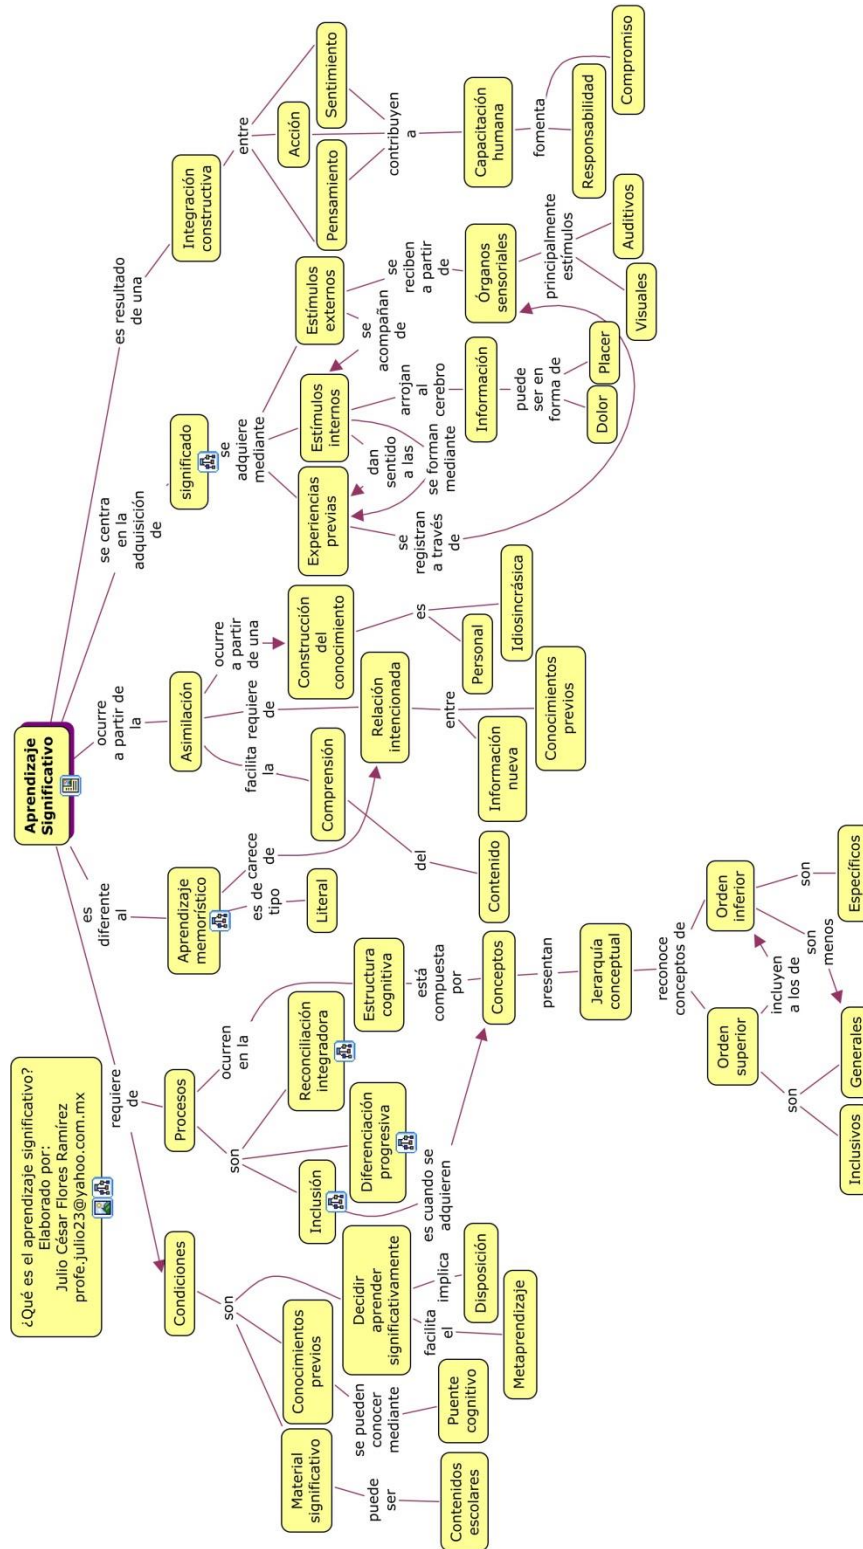 ¿Qué es el aprendizaje significativo?
Elaborado por:
Julio César Flores Ramírez
profe.julio23@yahoo.com.mx
Aprendizaje
Significativo
requiere
de
es
diferente
al
ocurre
a partir de
la
se centra
en la
adquisición
de
es resultado
de una
Condiciones
son
Material
significativo
puede
ser
Contenidos
escolares
Conocimientos
previos
se pueden
conocer
mediante
Puente
cognitivo
Decidir
aprender
significativamente
facilita
el
Metaprendizaje
implica
Disposición
Procesos
son
Inclusión
es cuando se
adquieren
Diferenciación
progresiva
Reconciliación
integradora
ocurren
en la
Estructura
cognitiva
está
compuesta
por
Conceptos
presentan
Jerarquía
conceptual
reconoce
conceptos de
Orden
superior
son
Inclusivos
Generales
incluyen
a los de
Orden
inferior
son
menos
son
Específicos
Aprendizaje
memorístico
es de
tipo
Literal
carece
de
Asimilación
facilita
la
Comprensión
del
Contenido
requiere
de
Relación
intencionada
entre
Información
nueva
Conocimientos
previos
ocurre
a partir
de una
Construcción
del
conocimiento
es
Personal
Idiosincrásica
significado
se
adquiere
mediante
Experiencias
previas
se
registran
a través
de
Estímulos
internos
dan
sentido
a las
se forman
mediante
arrojan
al
cerebro
Información
puede
ser en
forma de
Dolor
Placer
Estímulos
externos
se
acompañan
de
se
reciben
a partir
de
Órganos
sensoriales
principalmente
estímulos
Visuales
Auditivos
Integración
constructiva
entre
Pensamiento
Acción
Sentimiento
contribuyen
a
Capacitación
humana
fomenta
Responsabilidad
Compromiso